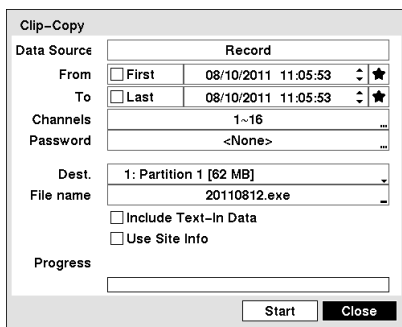 Clip-Copy
Data Source Record
From First 08/10/2011 11:05:53
To Last 08/10/2011 11:05:53
Channels 1~16 ...
Password <None> ...
Dest. 1: Partition 1 [62 MB]
File name 20110812.exe
Include Text-In Data
Use Site Info
Progress
Start Close